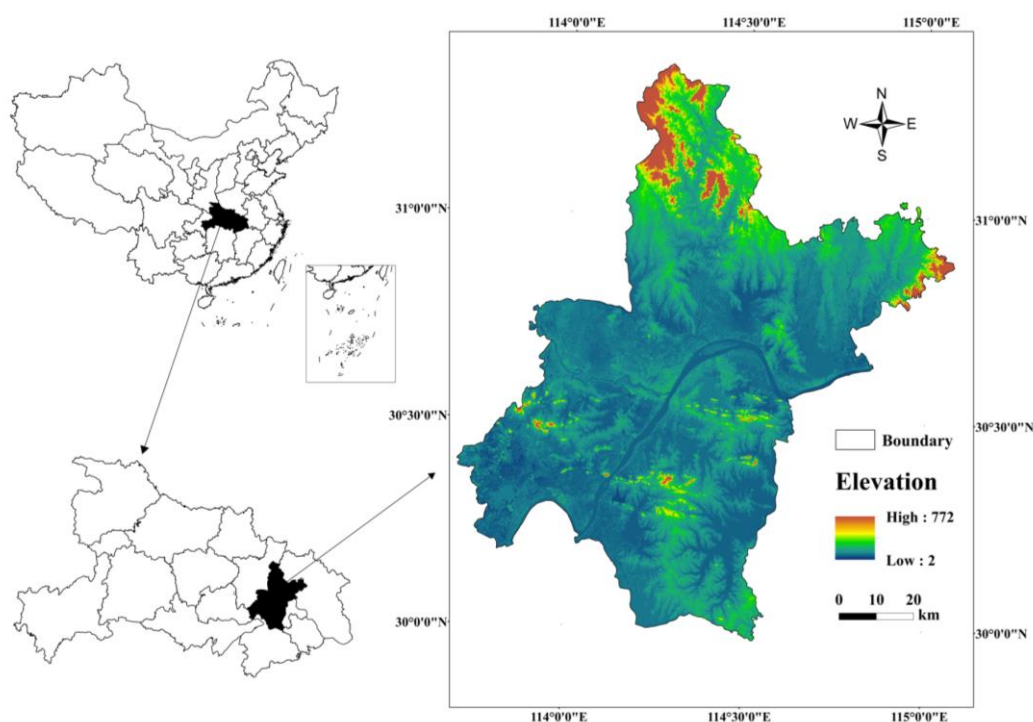 114°0'0"E 114°30'0"E 115°0'0"E
N
W E
S
31°0'0"N 31°0'0"N
30°30'0"N 30°30'0"N
Boundary
Elevation
High : 772
Low : 2
0 10 20
km
30°0'0"N 30°0'0"N
114°0'0"E 114°30'0"E 115°0'0"E